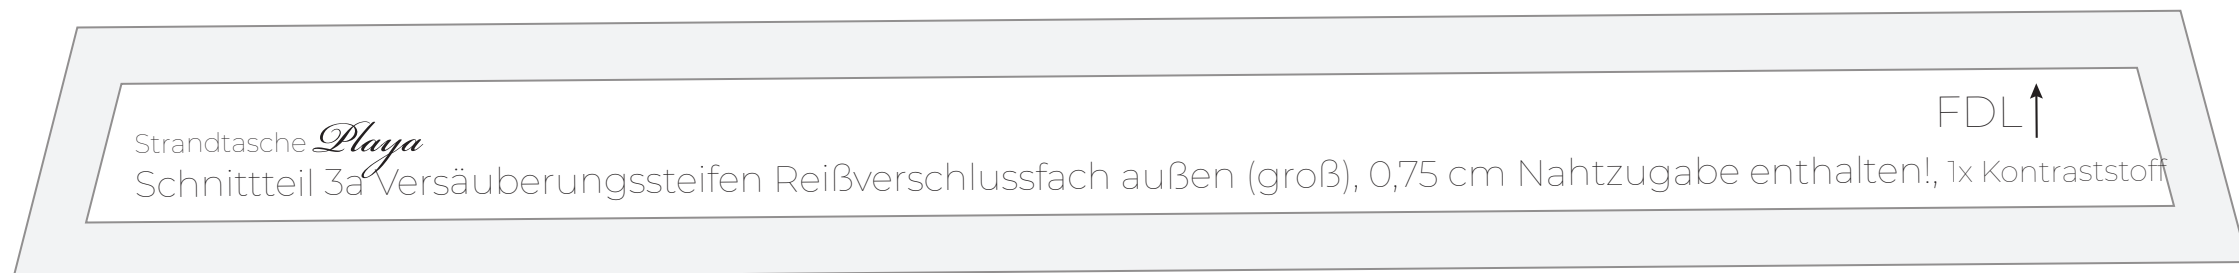 FDL
Strandtasche Playa
Schnittteil 3a Versäuberungssteifen Reißverschlussfach außen (groß), 0,75 cm Nahtzugabe enthalten!, 1x Kontraststoff